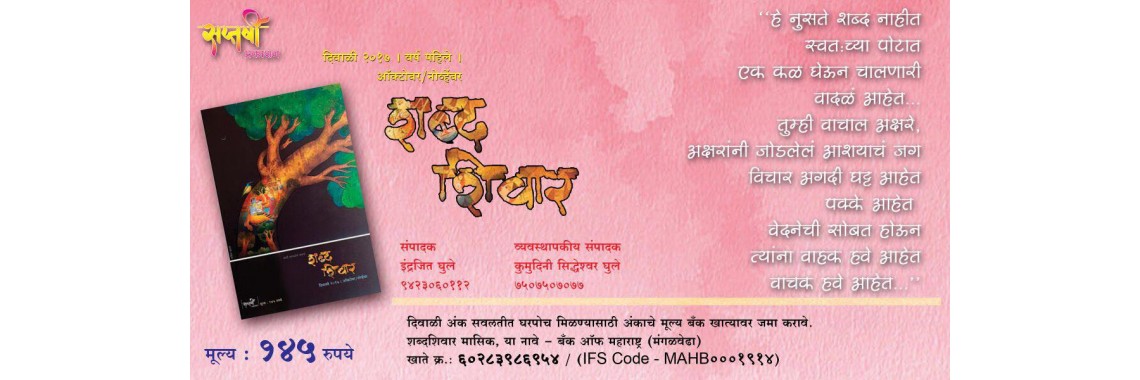 सप्तर्षी
दिवाळी २०१७ । वर्ष पहिले ।
ऑक्टोबर/नोव्हेंबर
शब्द
शिवार
संपादक
इंद्रजित घुले
९४२३०६०११२
व्यवस्थापकीय संपादक
कुमुदिनी सिद्धेश्वर घुले
७५०७५०७०७७
"हे नुसते शब्द नाहीत
स्वत:च्या पोटात
एक कळ घेऊन चालणारी
वादळं आहेत...
तुम्ही वाचाल अक्षरे,
अक्षरांनी जोडलेलं आशयाचं जग
विचार अगदी घट्ट आहेत
पक्के आहेत
वेदनेची सोबत होऊन
त्यांना वाहक हवे आहेत
वाचक हवे आहेत..."
शब्द
शिवार
मूल्य : १४५ रुपये
दिवाळी अंक सवलतीत घरपोच मिळण्यासाठी अंकाचे मूल्य बँक खात्यावर जमा करावे.
शब्दशिवार मासिक, या नावे - बँक ऑफ महाराष्ट्र (मंगळवेढा)
खाते क्र.: ६०२८३९८६९५४ / (IFS Code - MAHB०००१९१४)